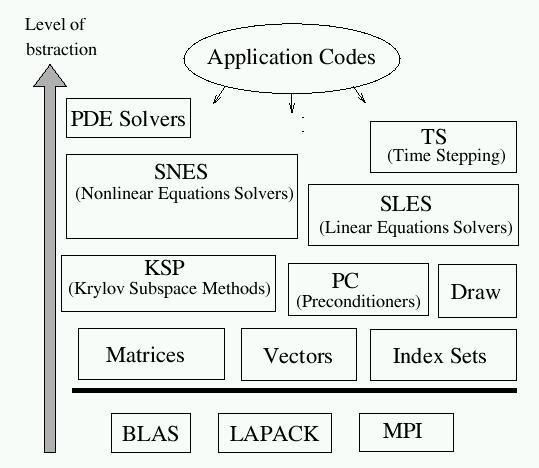 Level of
bstraction
Application Codes
PDE Solvers
TS
(Time Stepping)
SNES
(Nonlinear Equations Solvers)
SLES
(Linear Equations Solvers)
KSP
(Krylov Subspace Methods)
PC
(Preconditioners)
Draw
Matrices
Vectors
Index Sets
BLAS
LAPACK
MPI